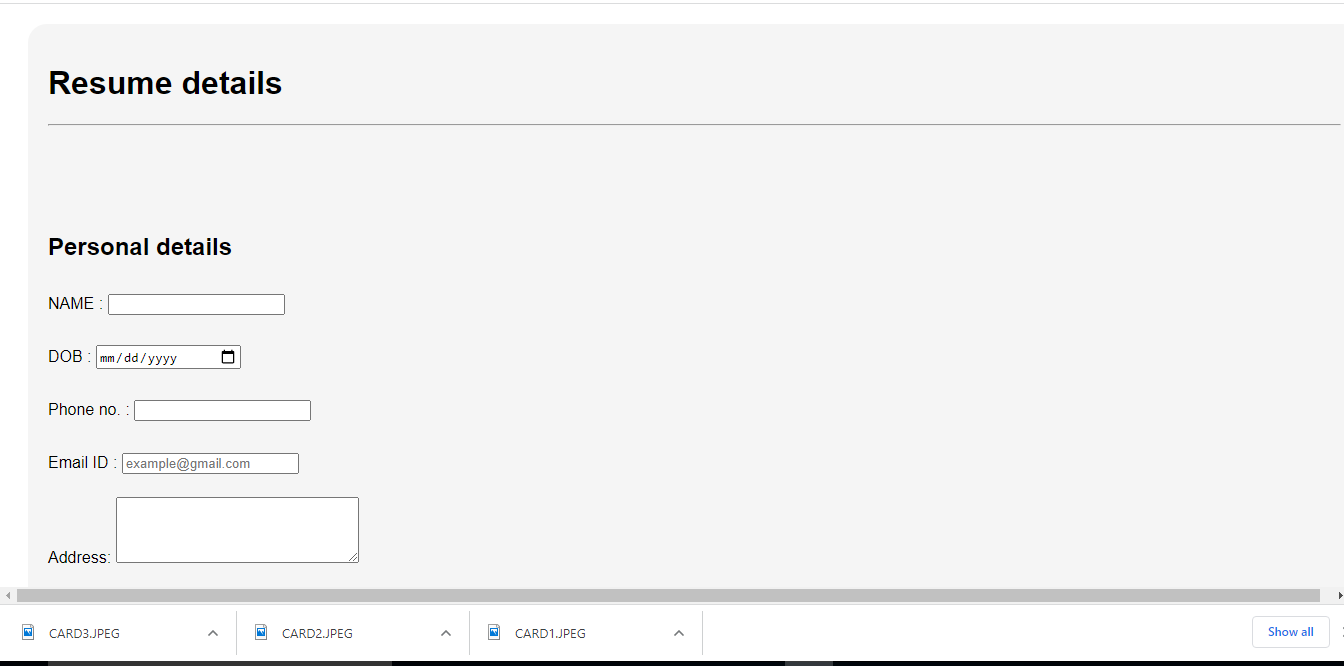 Resume details
Personal details
NAME :
DOB : mm/dd/yyyy
Phone no. :
Email ID : example@gmail.com
Address:
CARD3.JPEG CARD2.JPEG CARD1.JPEG Show all